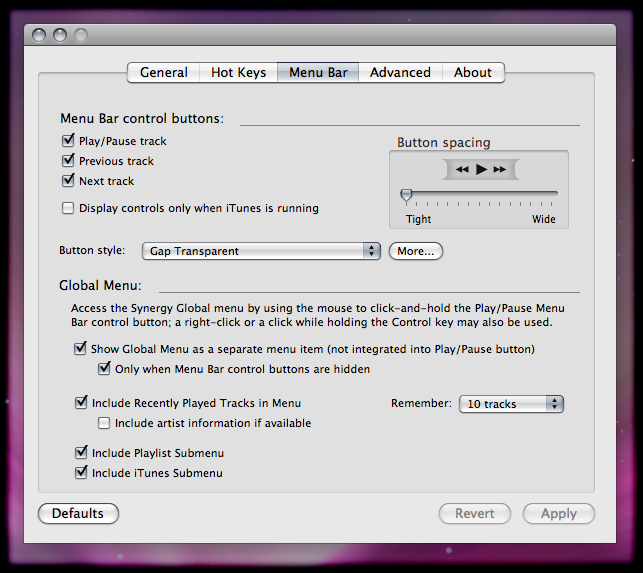 General Hot Keys Menu Bar Advanced About
Menu Bar control buttons:
Play/Pause track
Previous track
Next track
Display controls only when iTunes is running
Button spacing
Tight Wide
Button style: Gap Transparent More...
Global Menu:
Access the Synergy Global menu by using the mouse to click-and-hold the Play/Pause Menu
Bar control button; a right-click or a click while holding the Control key may also be used.
Show Global Menu as a separate menu item (not integrated into Play/Pause button)
Only when Menu Bar control buttons are hidden
Include Recently Played Tracks in Menu Remember: 10 tracks
Include artist information if available
Include Playlist Submenu
Include iTunes Submenu
Defaults Revert Apply